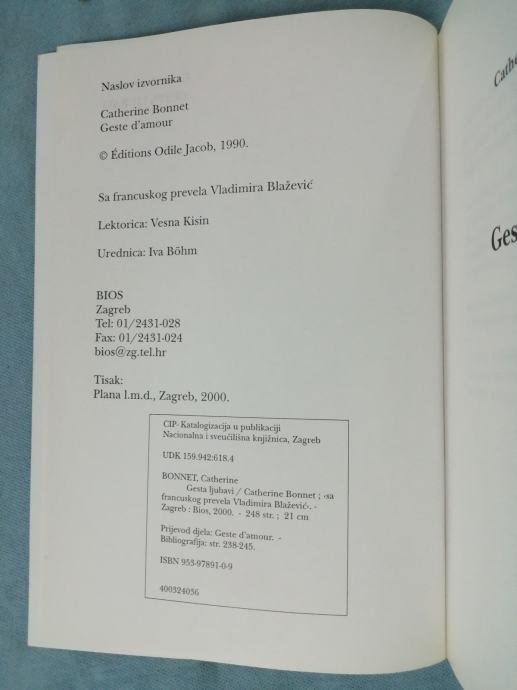 Naslov izvornika
Catherine Bonnet
Geste d'amour
© Éditions Odile Jacob, 1990.
Sa francuskog prevela Vladimira Blažević
Lektorica: Vesna Kisin
Urednica: Iva Böhm
BIOS
Zagreb
Tel: 01/2431-028
Fax: 01/2431-024
bios@zg.tel.hr
Tisak:
Plana l.m.d., Zagreb, 2000.
CIP- Katalogizacija u publikaciji
Nacionalna i sveučilišna knjižnica, Zagreb
UDK 159.942:618.4
BONNET, Catherine
Gesta ljubavi / Catherine Bonnet ; ‹sa
francuskog prevela Vladimira Blažević›. -
Zagreb : Bios, 2000. - 248 str. ; 21 cm
Prijevod djela: Geste d'amour. -
Bibliografija: str. 238-245.
ISBN 953-97891-0-9
400324036
Cathe
Ges